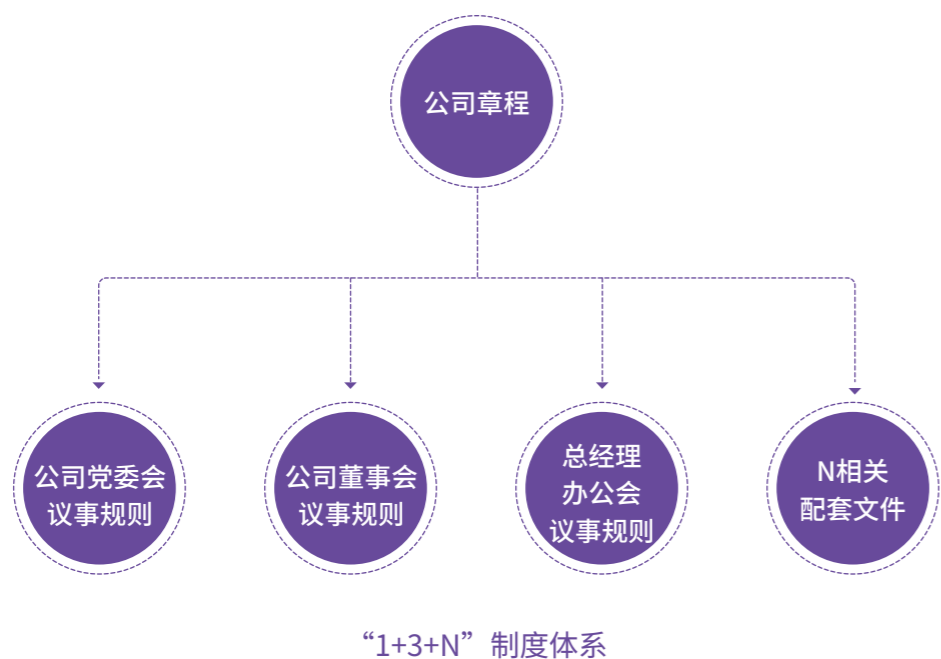 公司章程
公司党委会
议事规则
公司董事会
议事规则
总经理
办公会
议事规则
N相关
配套文件
“1+3+N”制度体系